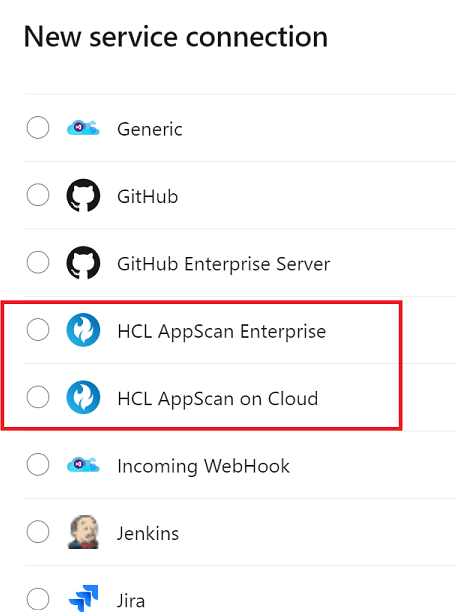 New service connection
Generic
GitHub
GitHub Enterprise Server
HCL AppScan Enterprise
HCL AppScan on Cloud
Incoming WebHook
Jenkins
Jira